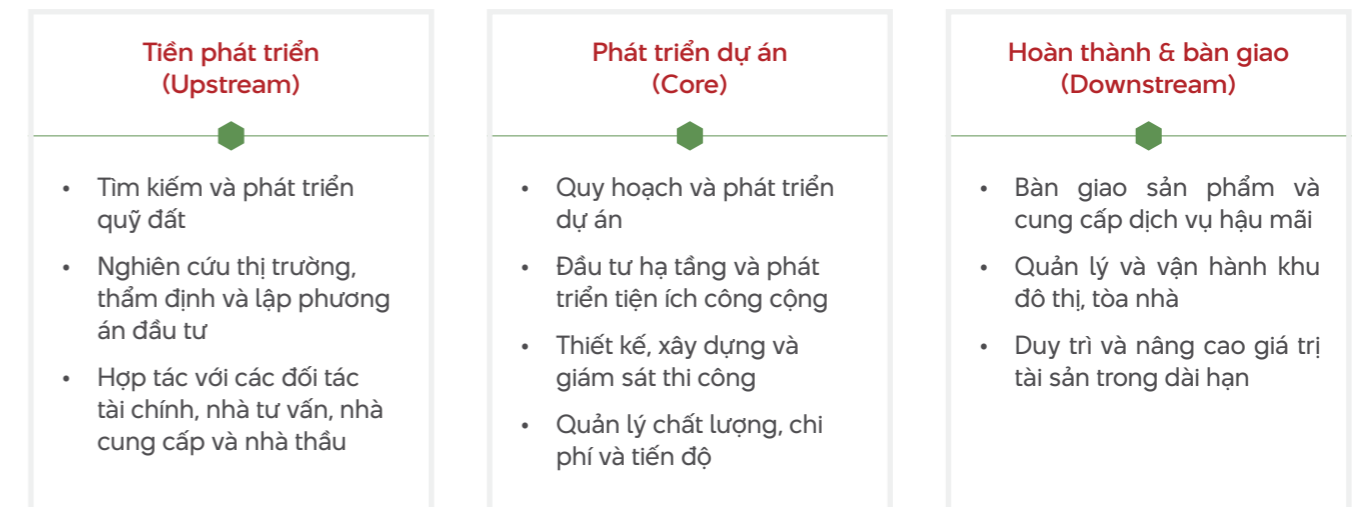 Tiền phát triển
(Upstream)
• Tìm kiếm và phát triển
quỹ đất
• Nghiên cứu thị trường,
thẩm định và lập phương
án đầu tư
• Hợp tác với các đối tác
tài chính, nhà tư vấn, nhà
cung cấp và nhà thầu
Phát triển dự án
(Core)
• Quy hoạch và phát triển
dự án
• Đầu tư hạ tầng và phát
triển tiện ích công cộng
• Thiết kế, xây dựng và
giám sát thi công
• Quản lý chất lượng, chi
phí và tiến độ
Hoàn thành & bàn giao
(Downstream)
• Bàn giao sản phẩm và
cung cấp dịch vụ hậu mãi
• Quản lý và vận hành khu
đô thị, tòa nhà
• Duy trì và nâng cao giá trị
tài sản trong dài hạn